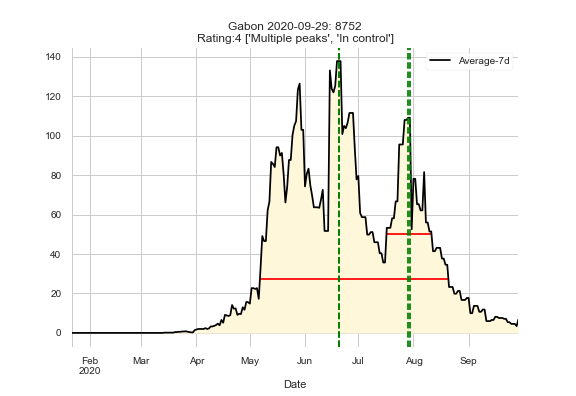 Gabon 2020-09-29: 8752
Rating:4 ['Multiple peaks', 'In control']
Average-7d
140
120
100
80
60
40
20
0
Feb Mar Apr May Jun Jul Aug Sep
2020
Date